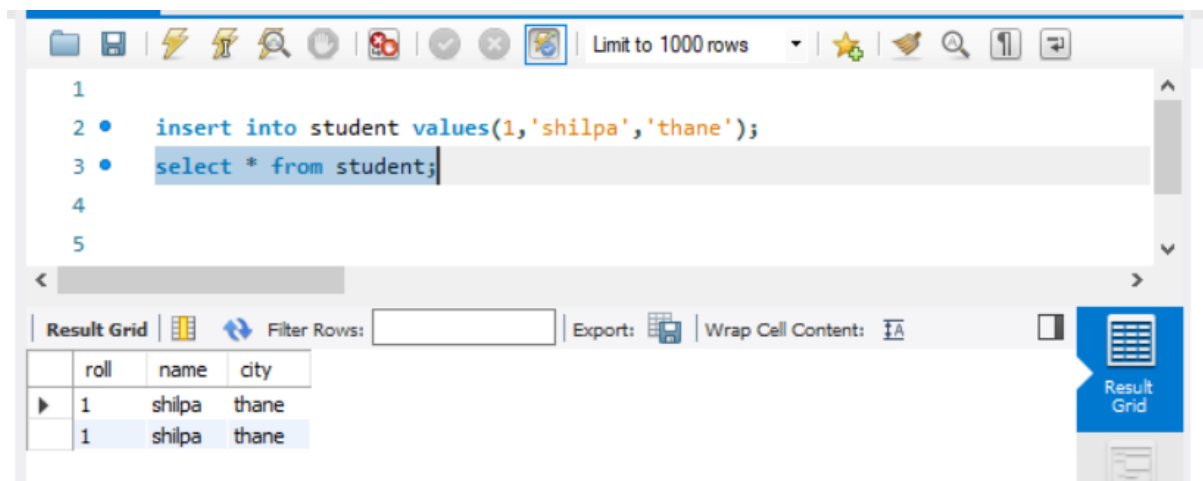 Limit to 1000 rows
1
2 insert into student values(1,'shilpa','thane');
3 select * from student;
4
5
Result Grid Filter Rows: Export: Wrap Cell Content: IA
roll name city
1 shilpa thane
1 shilpa thane
Result
Grid